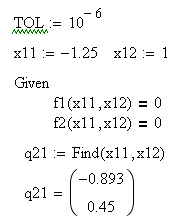 TOL := 10^-6
x11 := −1.25 x12 := 1
Given
f1(x11,x12) = 0
f2(x11,x12) = 0
q21 := Find(x11,x12)
q21 = (−0.893
0.45)